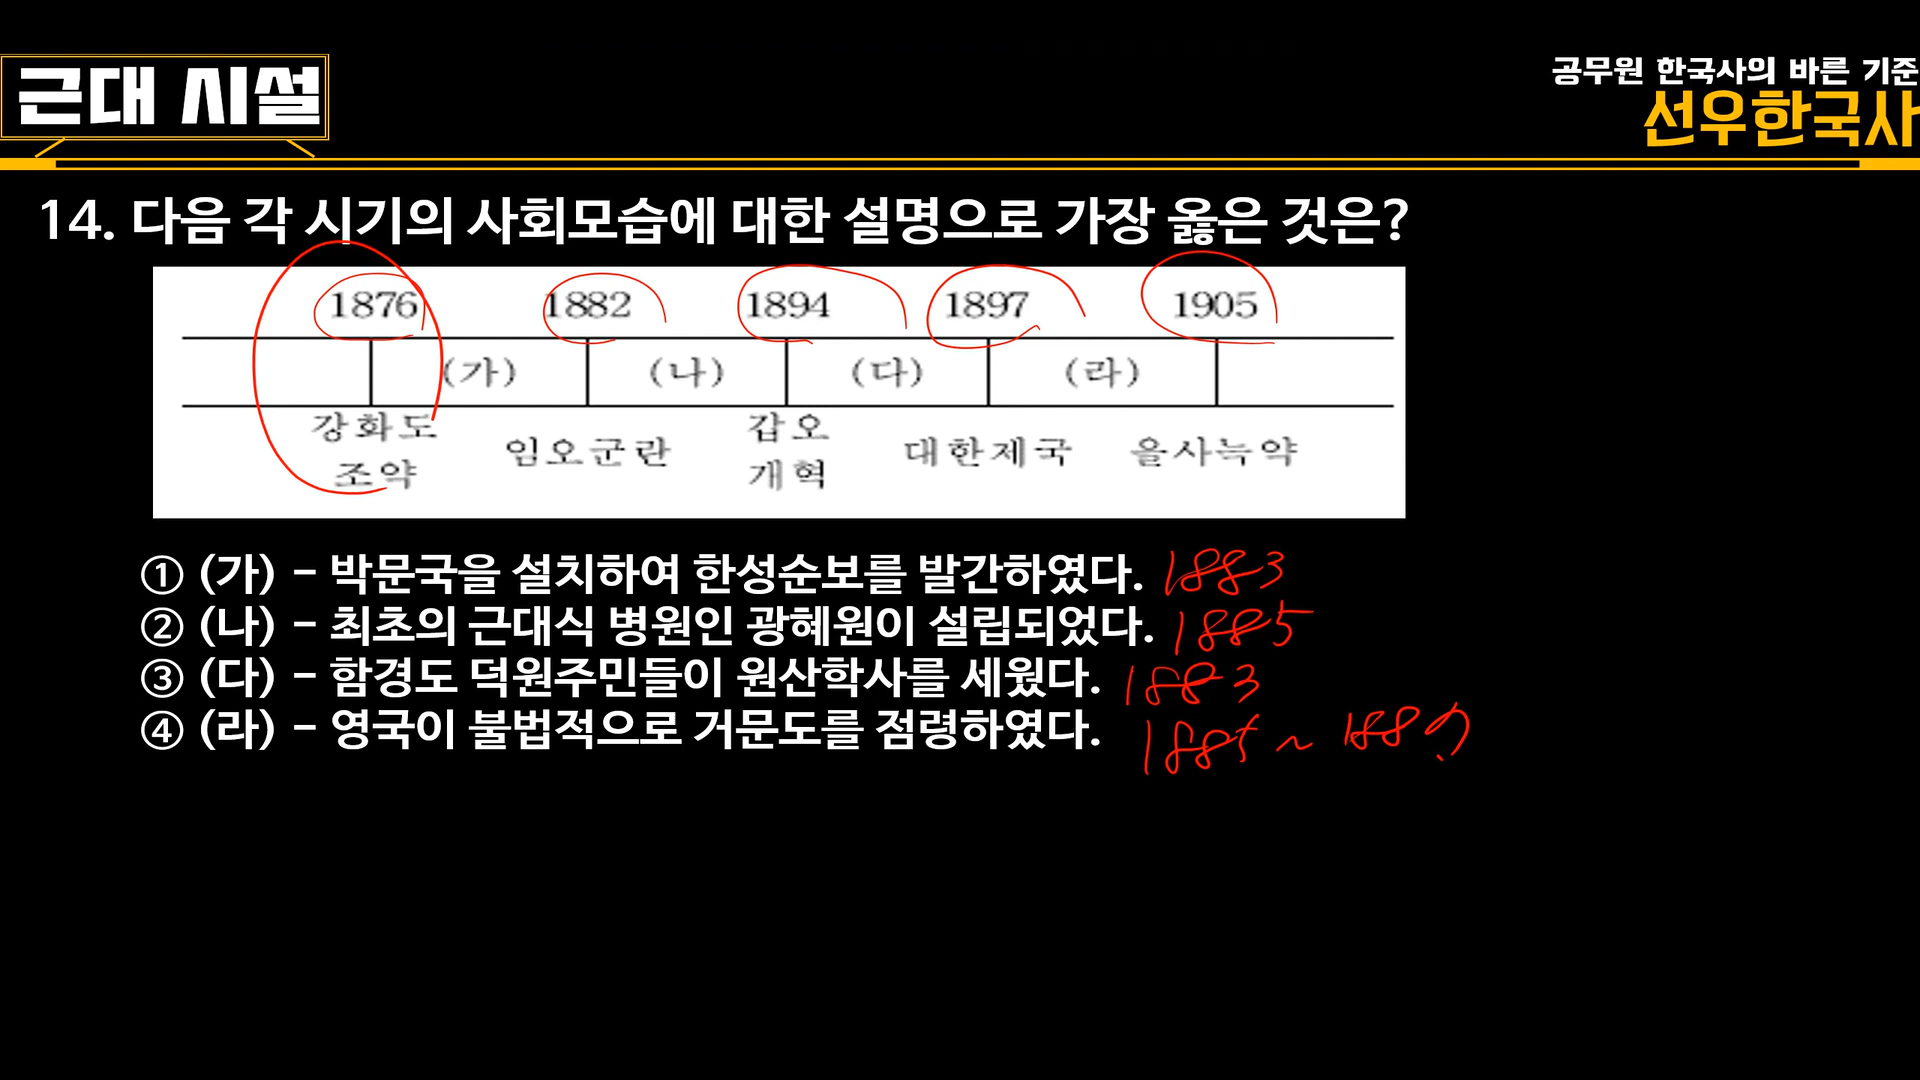 근대 시설
공무원 한국사의 바른 기준
선우한국사
14. 다음 각 시기의 사회모습에 대한 설명으로 가장 옳은 것은?
1876 1882 1894 1897 1905
(가) (나) (다) (라)
강화도 조약 임오군란 갑오 개혁 대한제국 을사늑약
① (가) - 박문국을 설치하여 한성순보를 발간하였다. 1883
② (나) - 최초의 근대식 병원인 광혜원이 설립되었다. 1885
③ (다) - 함경도 덕원주민들이 원산학사를 세웠다. 1883
④ (라) - 영국이 불법적으로 거문도를 점령하였다. 1885 ~ 1887